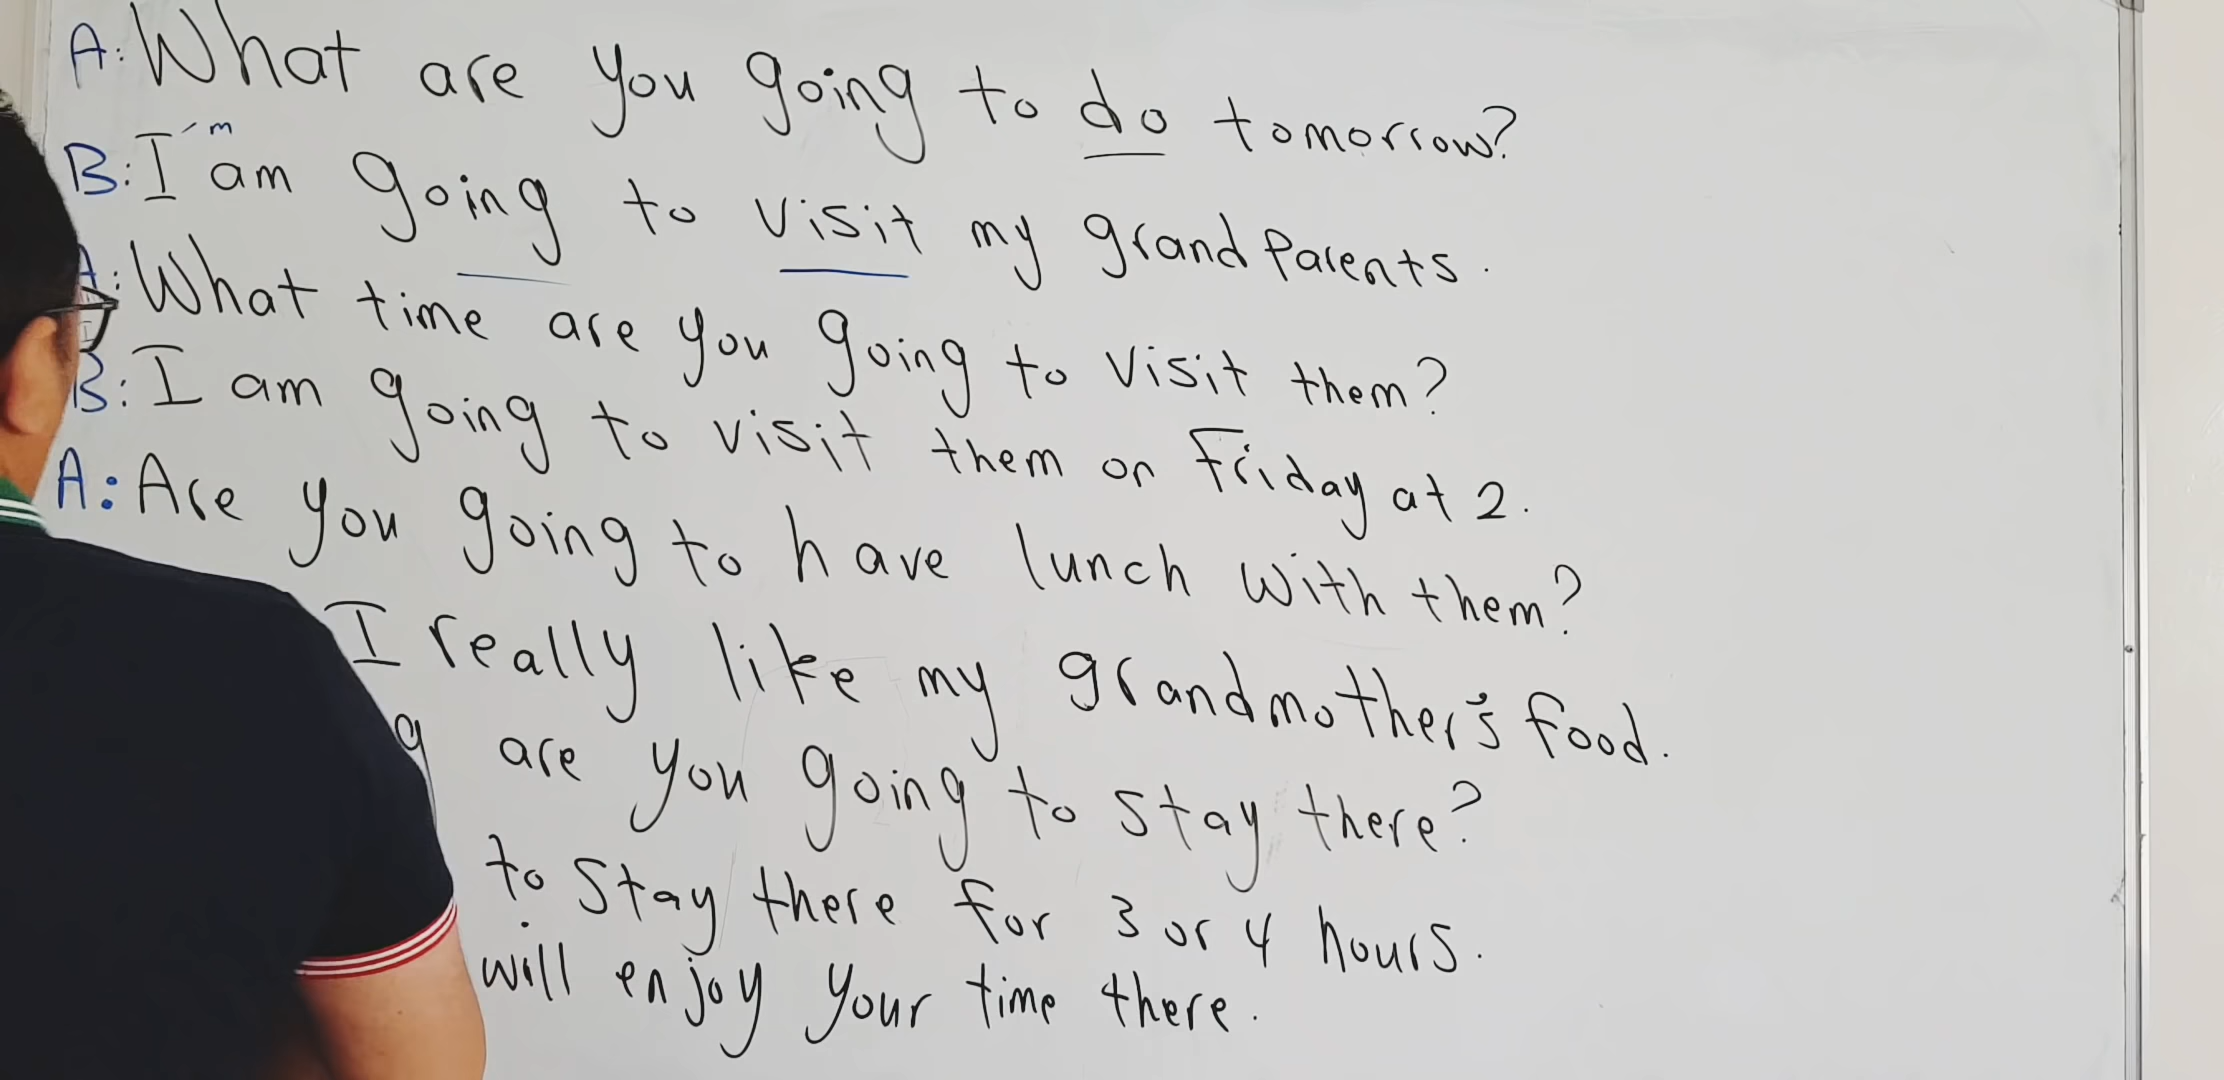 A: What are you going to do tomorrow?
B: I'm am going to visit my grandParents.
A: What time are you going to visit them?
B: I am going to visit them on Friday at 2.
A: Are you going to have lunch with them?
I really like my grandmother's food.
g are you going to stay there?
to stay there for 3 or 4 hours.
will enjoy your time there.